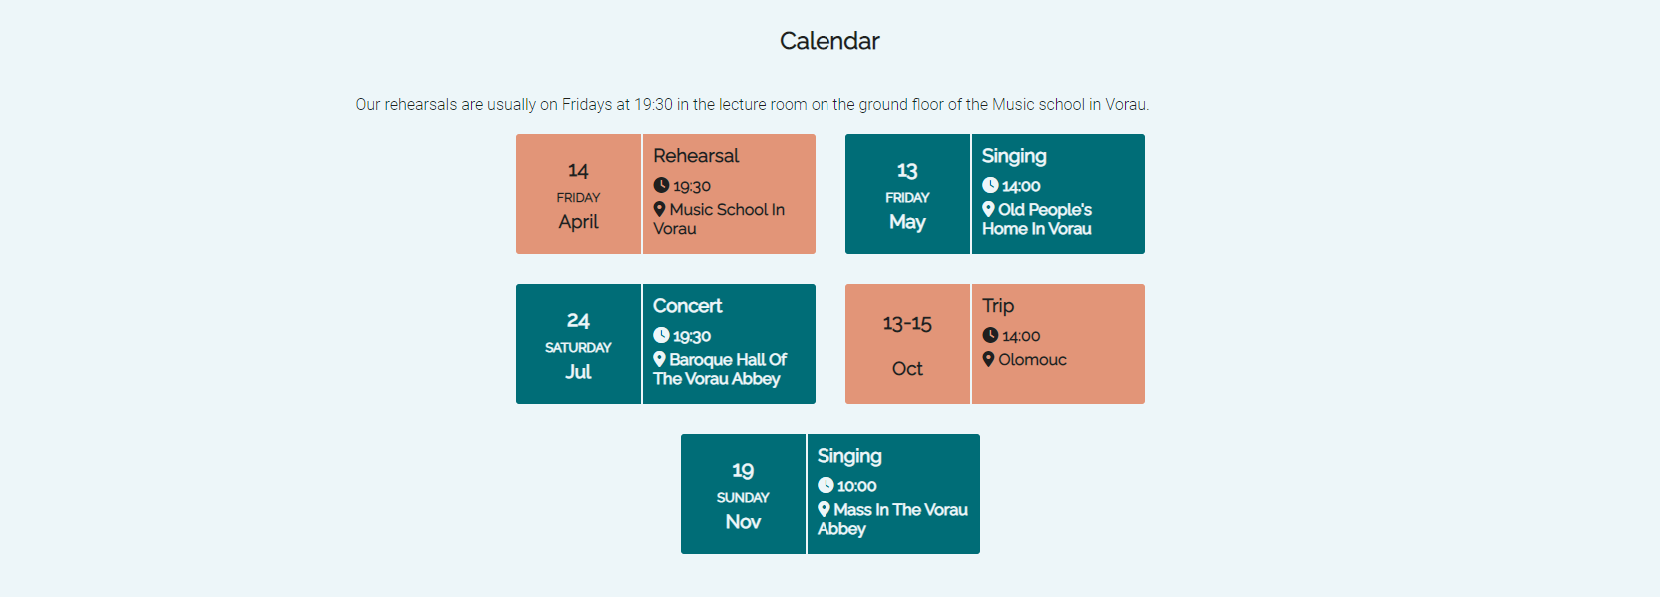 Calendar
Our rehearsals are usually on Fridays at 19:30 in the lecture room on the ground floor of the Music school in Vorau.
14
FRIDAY
April
Rehearsal
19:30
Music School In
Vorau
13
FRIDAY
May
Singing
14:00
Old People's
Home In Vorau
24
SATURDAY
Jul
Concert
19:30
Baroque Hall Of
The Vorau Abbey
13-15
Oct
Trip
14:00
Olomouc
19
SUNDAY
Nov
Singing
10:00
Mass In The Vorau
Abbey